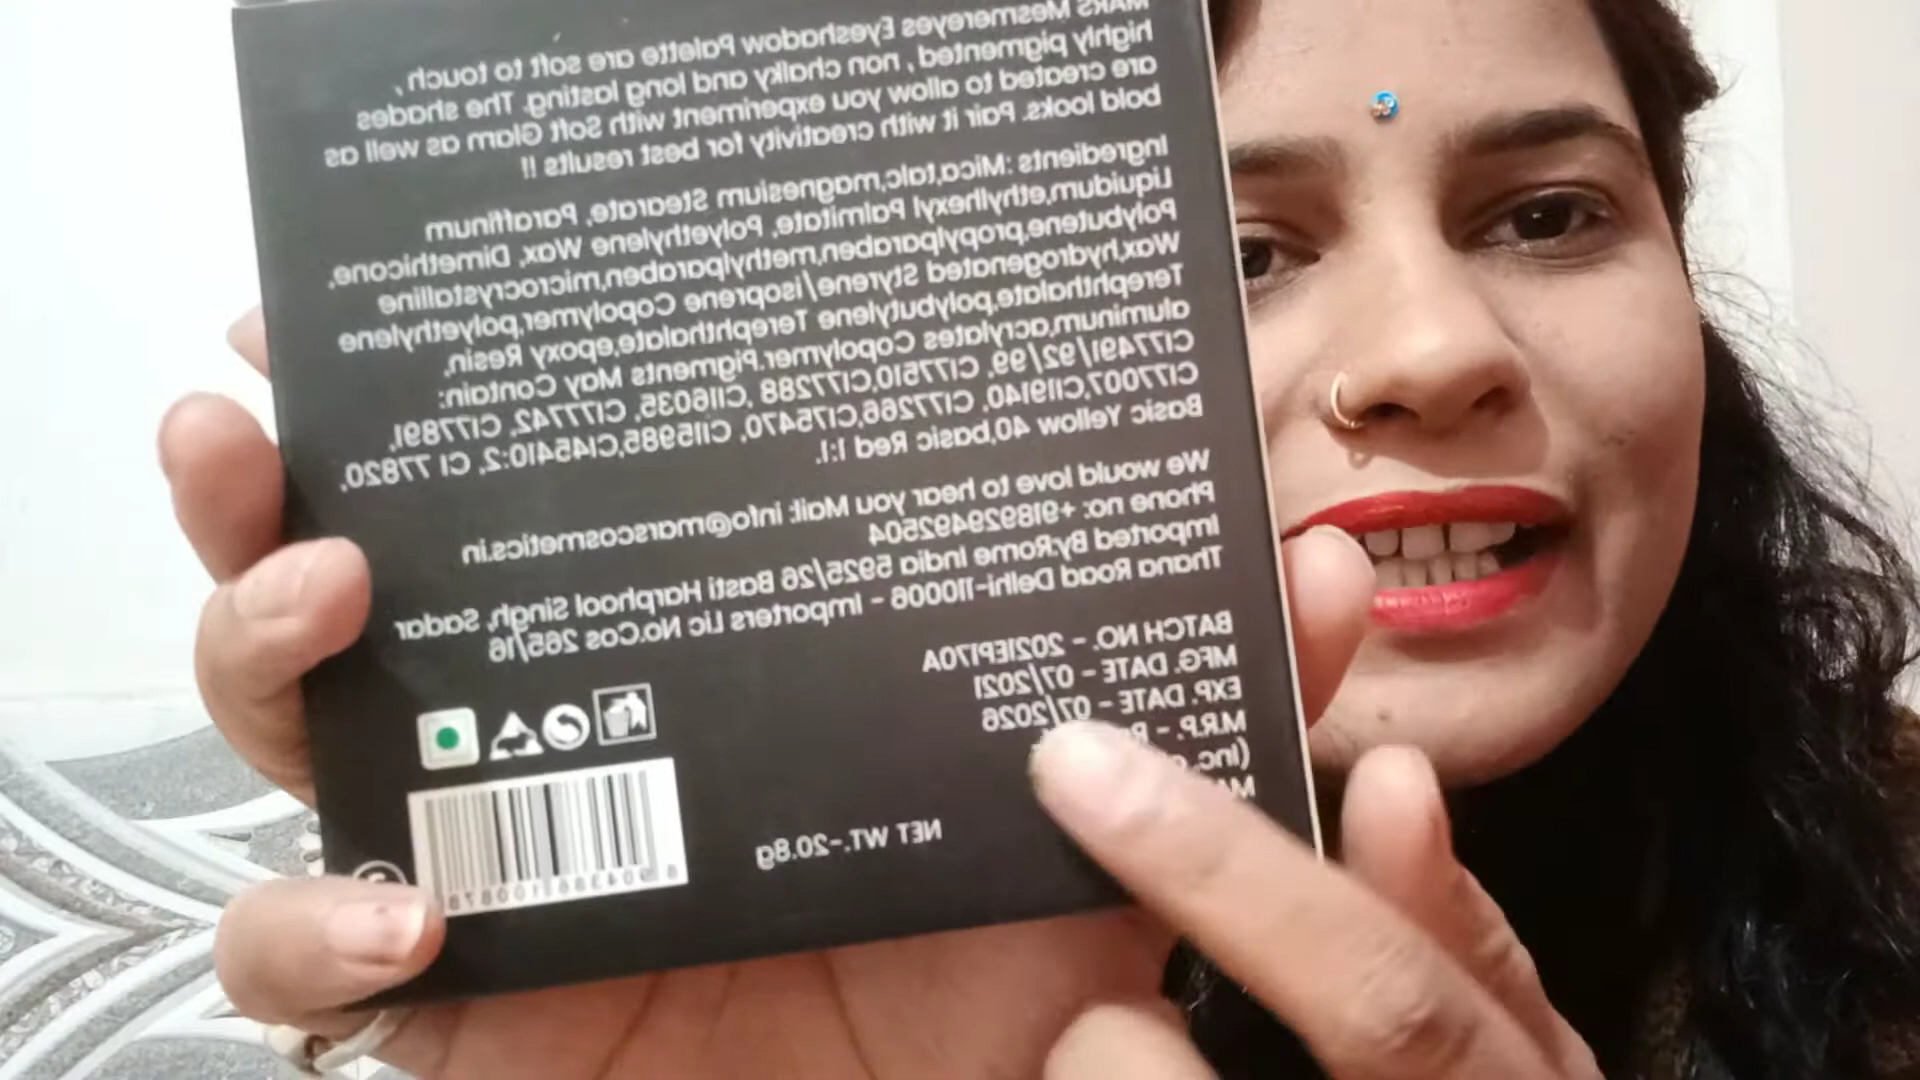 MARS Mesmereyes Eyeshadow Palette are soft to touch ,
highly pigmented , non chalky and long lasting. The shades
are created to allow you experiment with Soft Glam as well as
bold looks. Pair it with creativity for best results !!
Ingredients :Mica,talc,magnesium Stearate, Paraffinum
Liquidum,ethylhexyl Palmitate, Polyethylene Wax, Dimethicone,
Polybutene,propylparaben,methylparaben,microcrystalline
Wax,hydrogenated Styrene/isoprene Copolymer,polyethylene
Terephthalate,polybutylene Terephthalate,epoxy Resin,
aluminum,acrylates Copolymer.Pigments May Contain:
CI77491/92/99, CI77510,CI77288 ,CI16035, CI77742, CI77891,
CI77007,CI19140, CI77266,CI75470, CI15985,CI45410:2, CI 77820,
Basic Yellow 40,basic Red 1:1.
We would love to hear you Mail: info@marscosmetics.in
Phone no: +918929492504
Imported By:Rome India 5925/26 Basti Harphool Singh, Sadar
Thana Road Delhi-110006 - Importers Lic No.Cos 265/16
BATCH NO. - 2021EP170A
MFG. DATE - 07/2021
EXP. DATE - 07/2026
M.R.P. -
(Inc.
NET WT.-20.8g